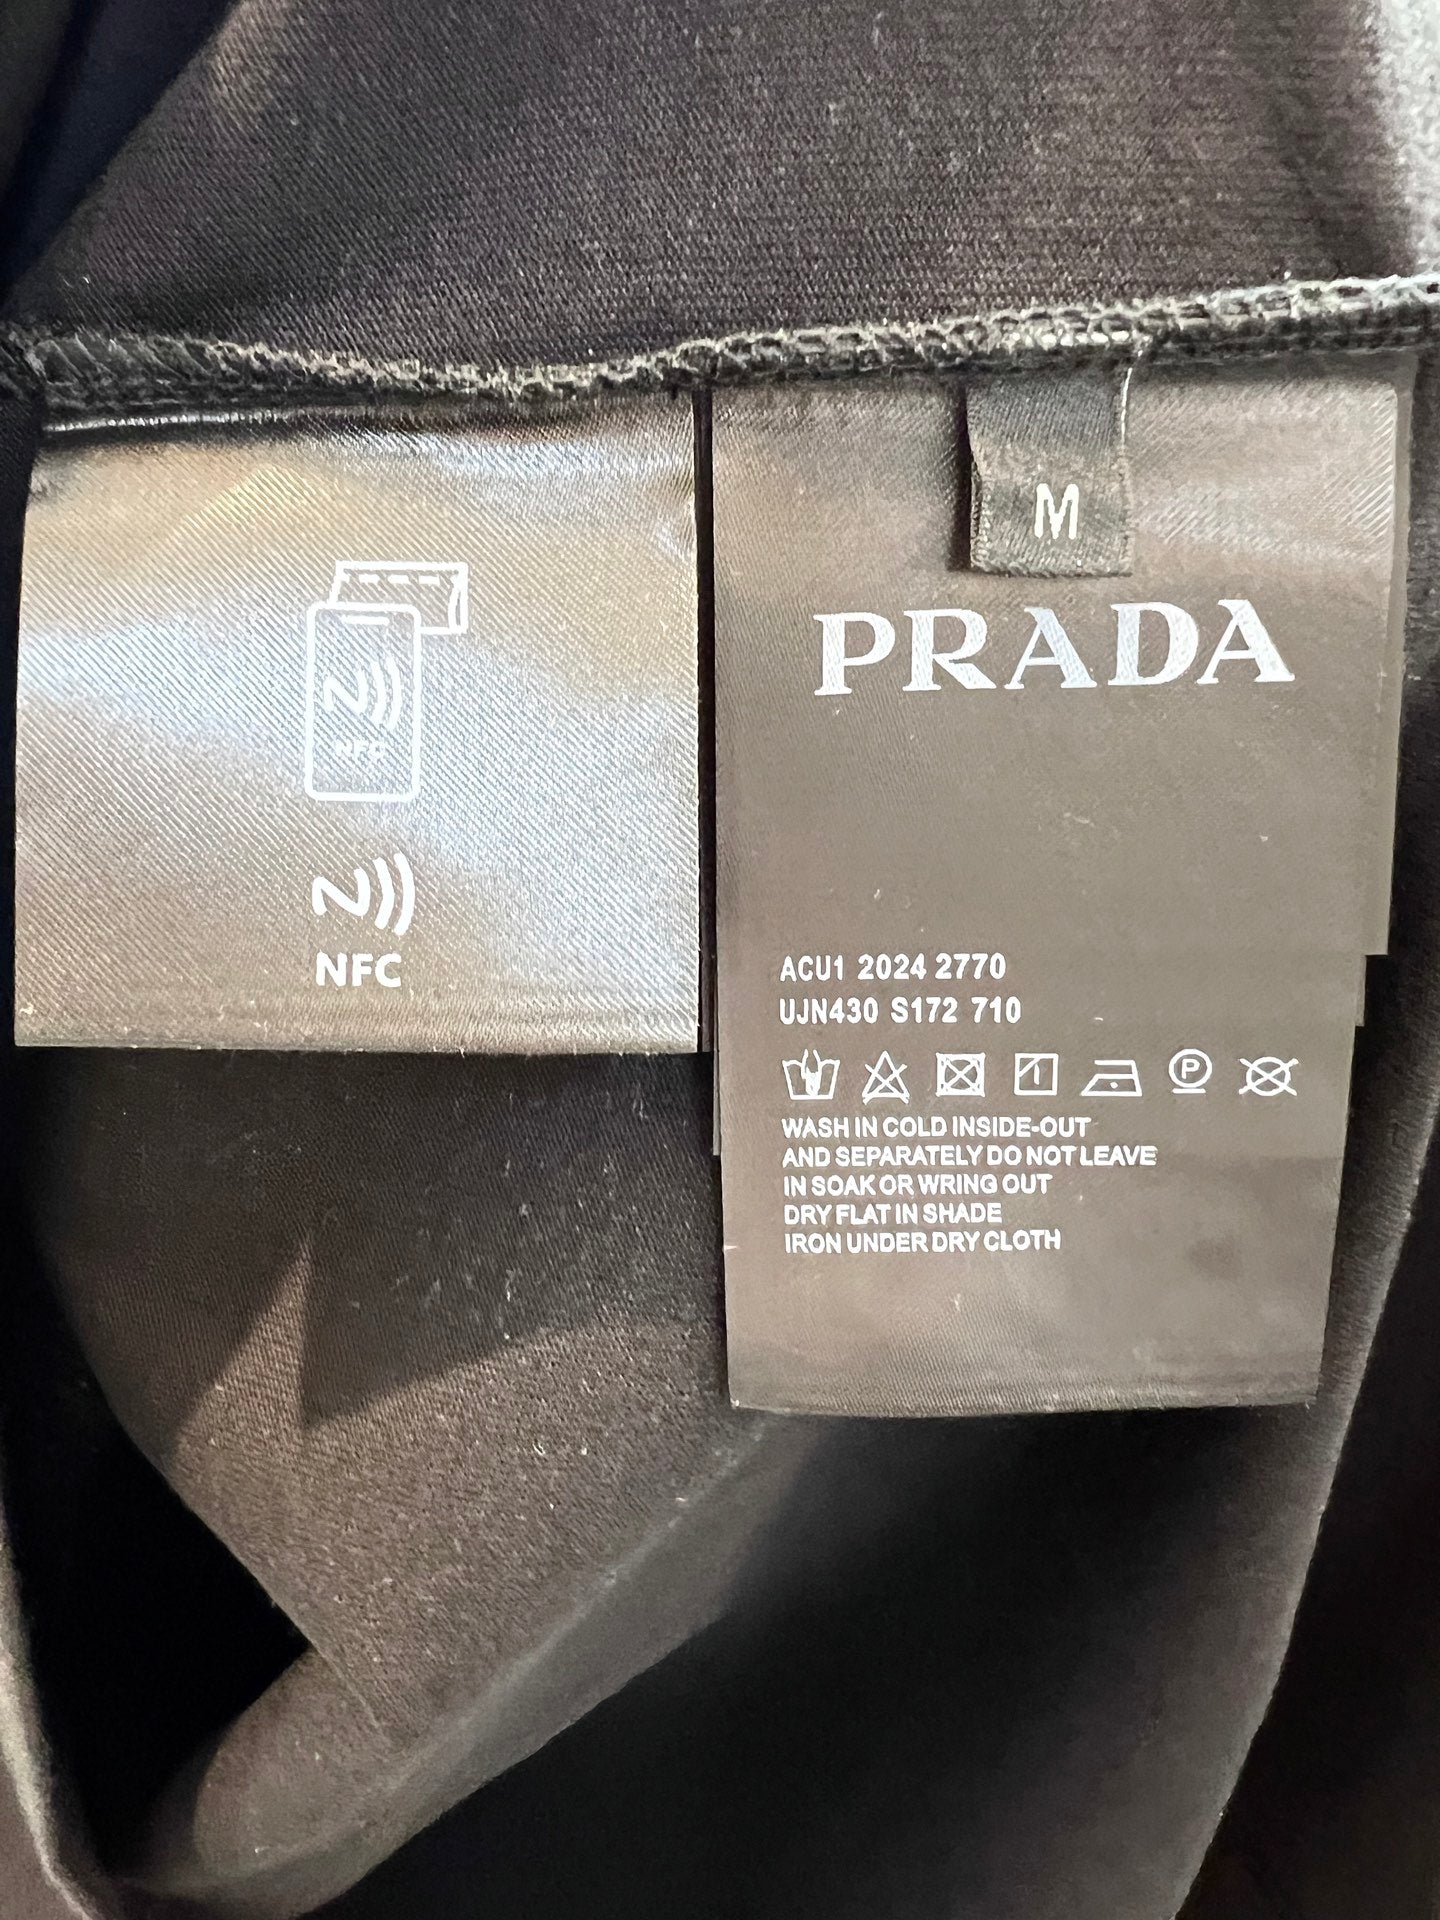 NFC
NFC
M
PRADA
ACU1 2024 2770
UJN430 S172 710
P
WASH IN COLD INSIDE-OUT
AND SEPARATELY DO NOT LEAVE
IN SOAK OR WRING OUT
DRY FLAT IN SHADE
IRON UNDER DRY CLOTH